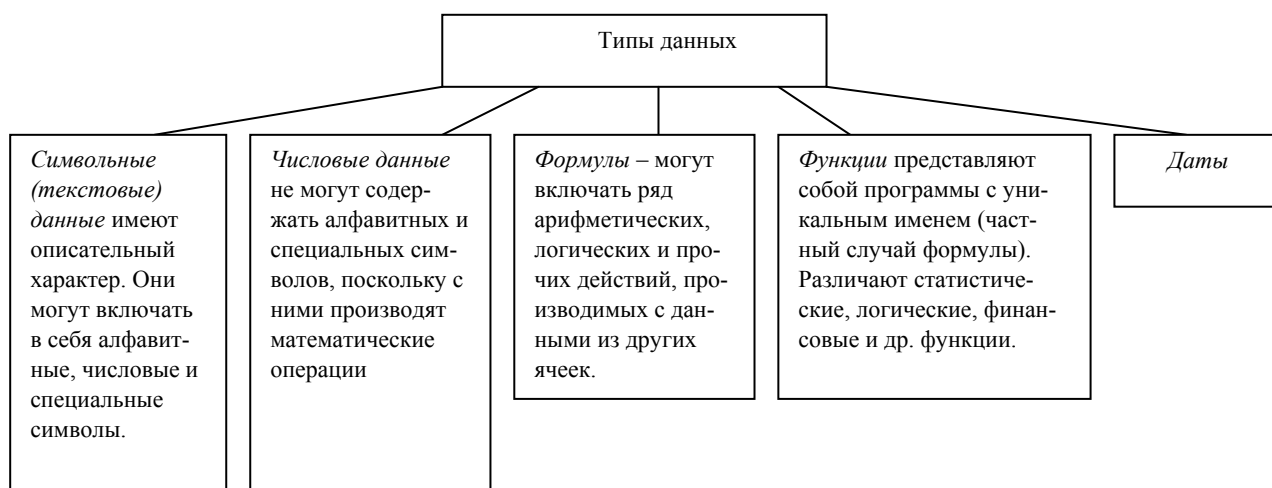 Типы данных
Символьные
(текстовые)
данные имеют
описательный
характер. Они
могут включать
в себя алфавит-
ные, числовые и
специальные
символы.
Числовые данные
не могут содер-
жать алфавитных и
специальных сим-
волов, поскольку с
ними производят
математические
операции
Формулы – могут
включать ряд
арифметических,
логических и про-
чих действий, про-
изводимых с дан-
ными из других
ячеек.
Функции представляют
собой программы с уни-
кальным именем (част-
ный случай формулы).
Различают статистиче-
ские, логические, финан-
совые и др. функции.
Даты